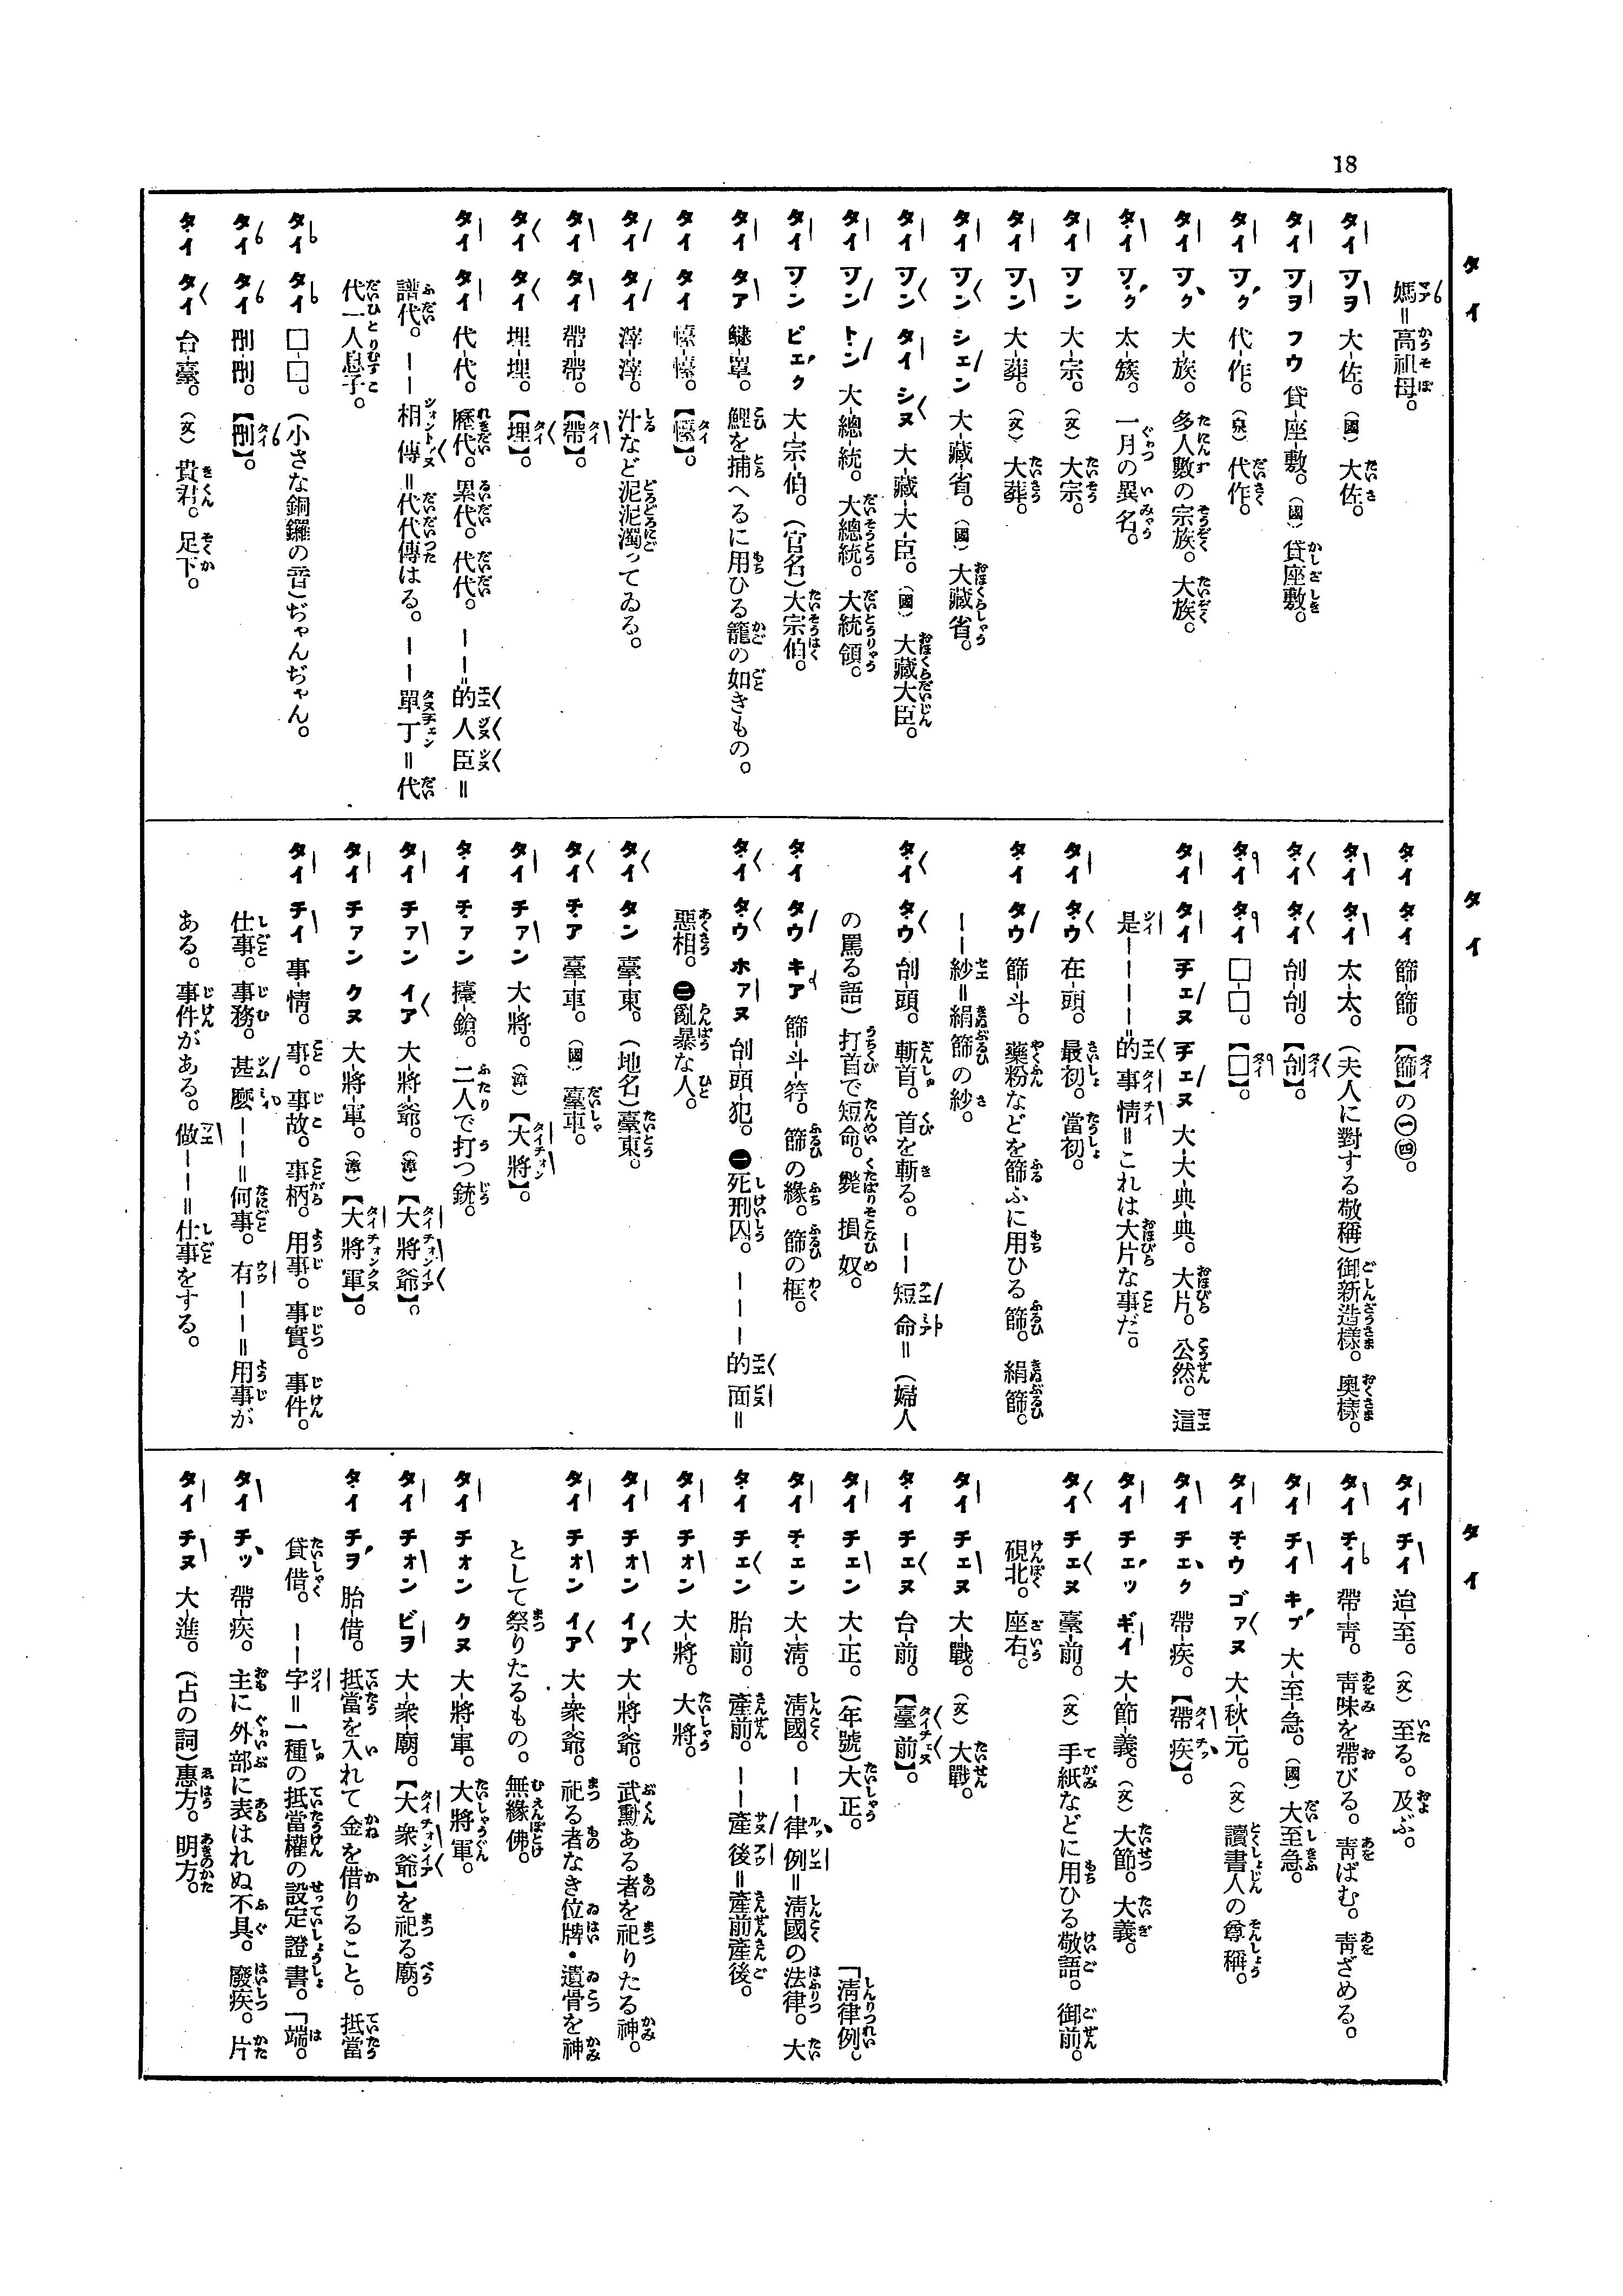 18
タイ
媽=高祖母。
タイ ツヲ 大-佐。(國)大佐。
タイ ツヲ フウ 貸-座-敷。(國)貸座敷。
タイ ツク 代-作。(泉)代作。
タイ ツク 大-族。多人數の宗族。大族。
タイ ツク 太-簇。一月の異名。
タイ ツン 大-宗。(文)大宗。
タイ ツン 大-葬。(文)大葬。
タイ ツン シェン 大-藏-省。(國)大藏省。
タイ ツン タイ シヌ 大-藏-大-臣。(國)大藏大臣。
タイ ツン トン 大-總-統。大總統。大統領。
タイ ツン ピェク 大-宗-伯。(官名)大宗伯。
タイ タア 罩。鯉を捕へるに用ひる籠の如きもの。
タイ タイ
タイ タイ 滓-滓。汁など泥泥濁ってゐる。
タイ タイ 帶-帶。【帶】。
タイ タイ 埋-埋。【埋】。
タイ タイ 代-代。歷代。累代。代代。――的人臣=
譜代。――相傳=代代傳はる。――單丁=代
代一人息子。
タイ タイ □-□。(小さな銅鑼の音)ぢゃんぢゃん。
タイ タイ 刪-刪。【刪】。
タイ タイ 台-臺。(文)貴君。足下。
タイ
タイ タイ 篩-篩。【篩】の㊀㊃。
タイ タイ 太-太。(夫人に對する敬稱)御新造樣。奧樣。
タイ タイ 刣-刣。【刣】。
タイ タイ □-□。【□】。
タイ タイ チェヌ チェヌ 大-大-典-典。大片。公然。這
是――――的事情=これは大片な事だ。
タイ タウ 在-頭。最初。當初。
タイ タウ 篩-斗。藥粉などを篩ふに用ひる篩。絹篩。
――紗=絹篩の紗。
タイ タウ 刣-頭。斬首。首を斬る。――短命=(婦人
の罵る語)打首で短命。斃損奴。
タイ タウ キア 篩-斗-箬。篩の緣。篩の框。
タイ タウ ホァヌ 刣-頭-犯。㊀死刑囚。―――的面=
惡相。㊁亂暴な人。
タイ タン 臺-東。(地名)臺東。
タイ チア 臺-車。(國)臺車。
タイ チァン 大-將。(漳)【大將】。
タイ チァン 擡-鎗。二人で打つ銃。
タイ チァン イア 大-將-爺。(漳)【大將爺】。
タイ チァン クヌ 大-將-軍。(漳)【大將軍】。
タイ チイ 事-情。事。事故。事柄。用事。事實。事件。
仕事。事務。甚麼――=何事。有――=用事が
ある。事件がある。做――=仕事をする。
タイ
タイ チイ 迨-至。(文)至る。及ぶ。
タイ チイ 帶-靑。靑味を帶びる。靑ばむ。靑ざめる。
タイ チイ キプ 大-至-急。(國)大至急。
タイ チウ ゴァヌ 大-秋-元。(文)讀書人の尊稱。
タイ チェク 帶-疾。【帶疾】。
タイ チェッ ギイ 大-節-義。(文)大節。大義。
タイ チェヌ 臺-前。(文)手紙などに用ひる敬語。御前。
硯北。座右。
タイ チェヌ 大-戰。(文)大戰。
タイ チェヌ 台-前。【臺前】。
タイ チェン 大-正。(年號)大正。 「淸律例。
タイ チェン 大-淸。淸國。――律例=淸國の法律。大
タイ チェン 胎-前。產前。――產後=產前產後。
タイ チォン 大-將。大將。
タイ チォン イア 大-將-爺。武勳ある者を祀りたる神。
タイ チォン イア 大-衆-爺。祀る者なき位牌・遺骨を神
として祭りたるもの。無緣佛。
タイ チォン クヌ 大-將-軍。大將軍。
タイ チォン ビヲ 大-衆-廟。【大衆爺】を祀る廟。
タイ チヲ 胎-借。抵當を入れて金を借りること。抵當
貸借。――字=一種の抵當權の設定證書。「端。
タイ チッ 帶-疾。主に外部に表はれぬ不具。廢疾。片
タイ チヌ 大-進。(占の詞)惠方。明方。